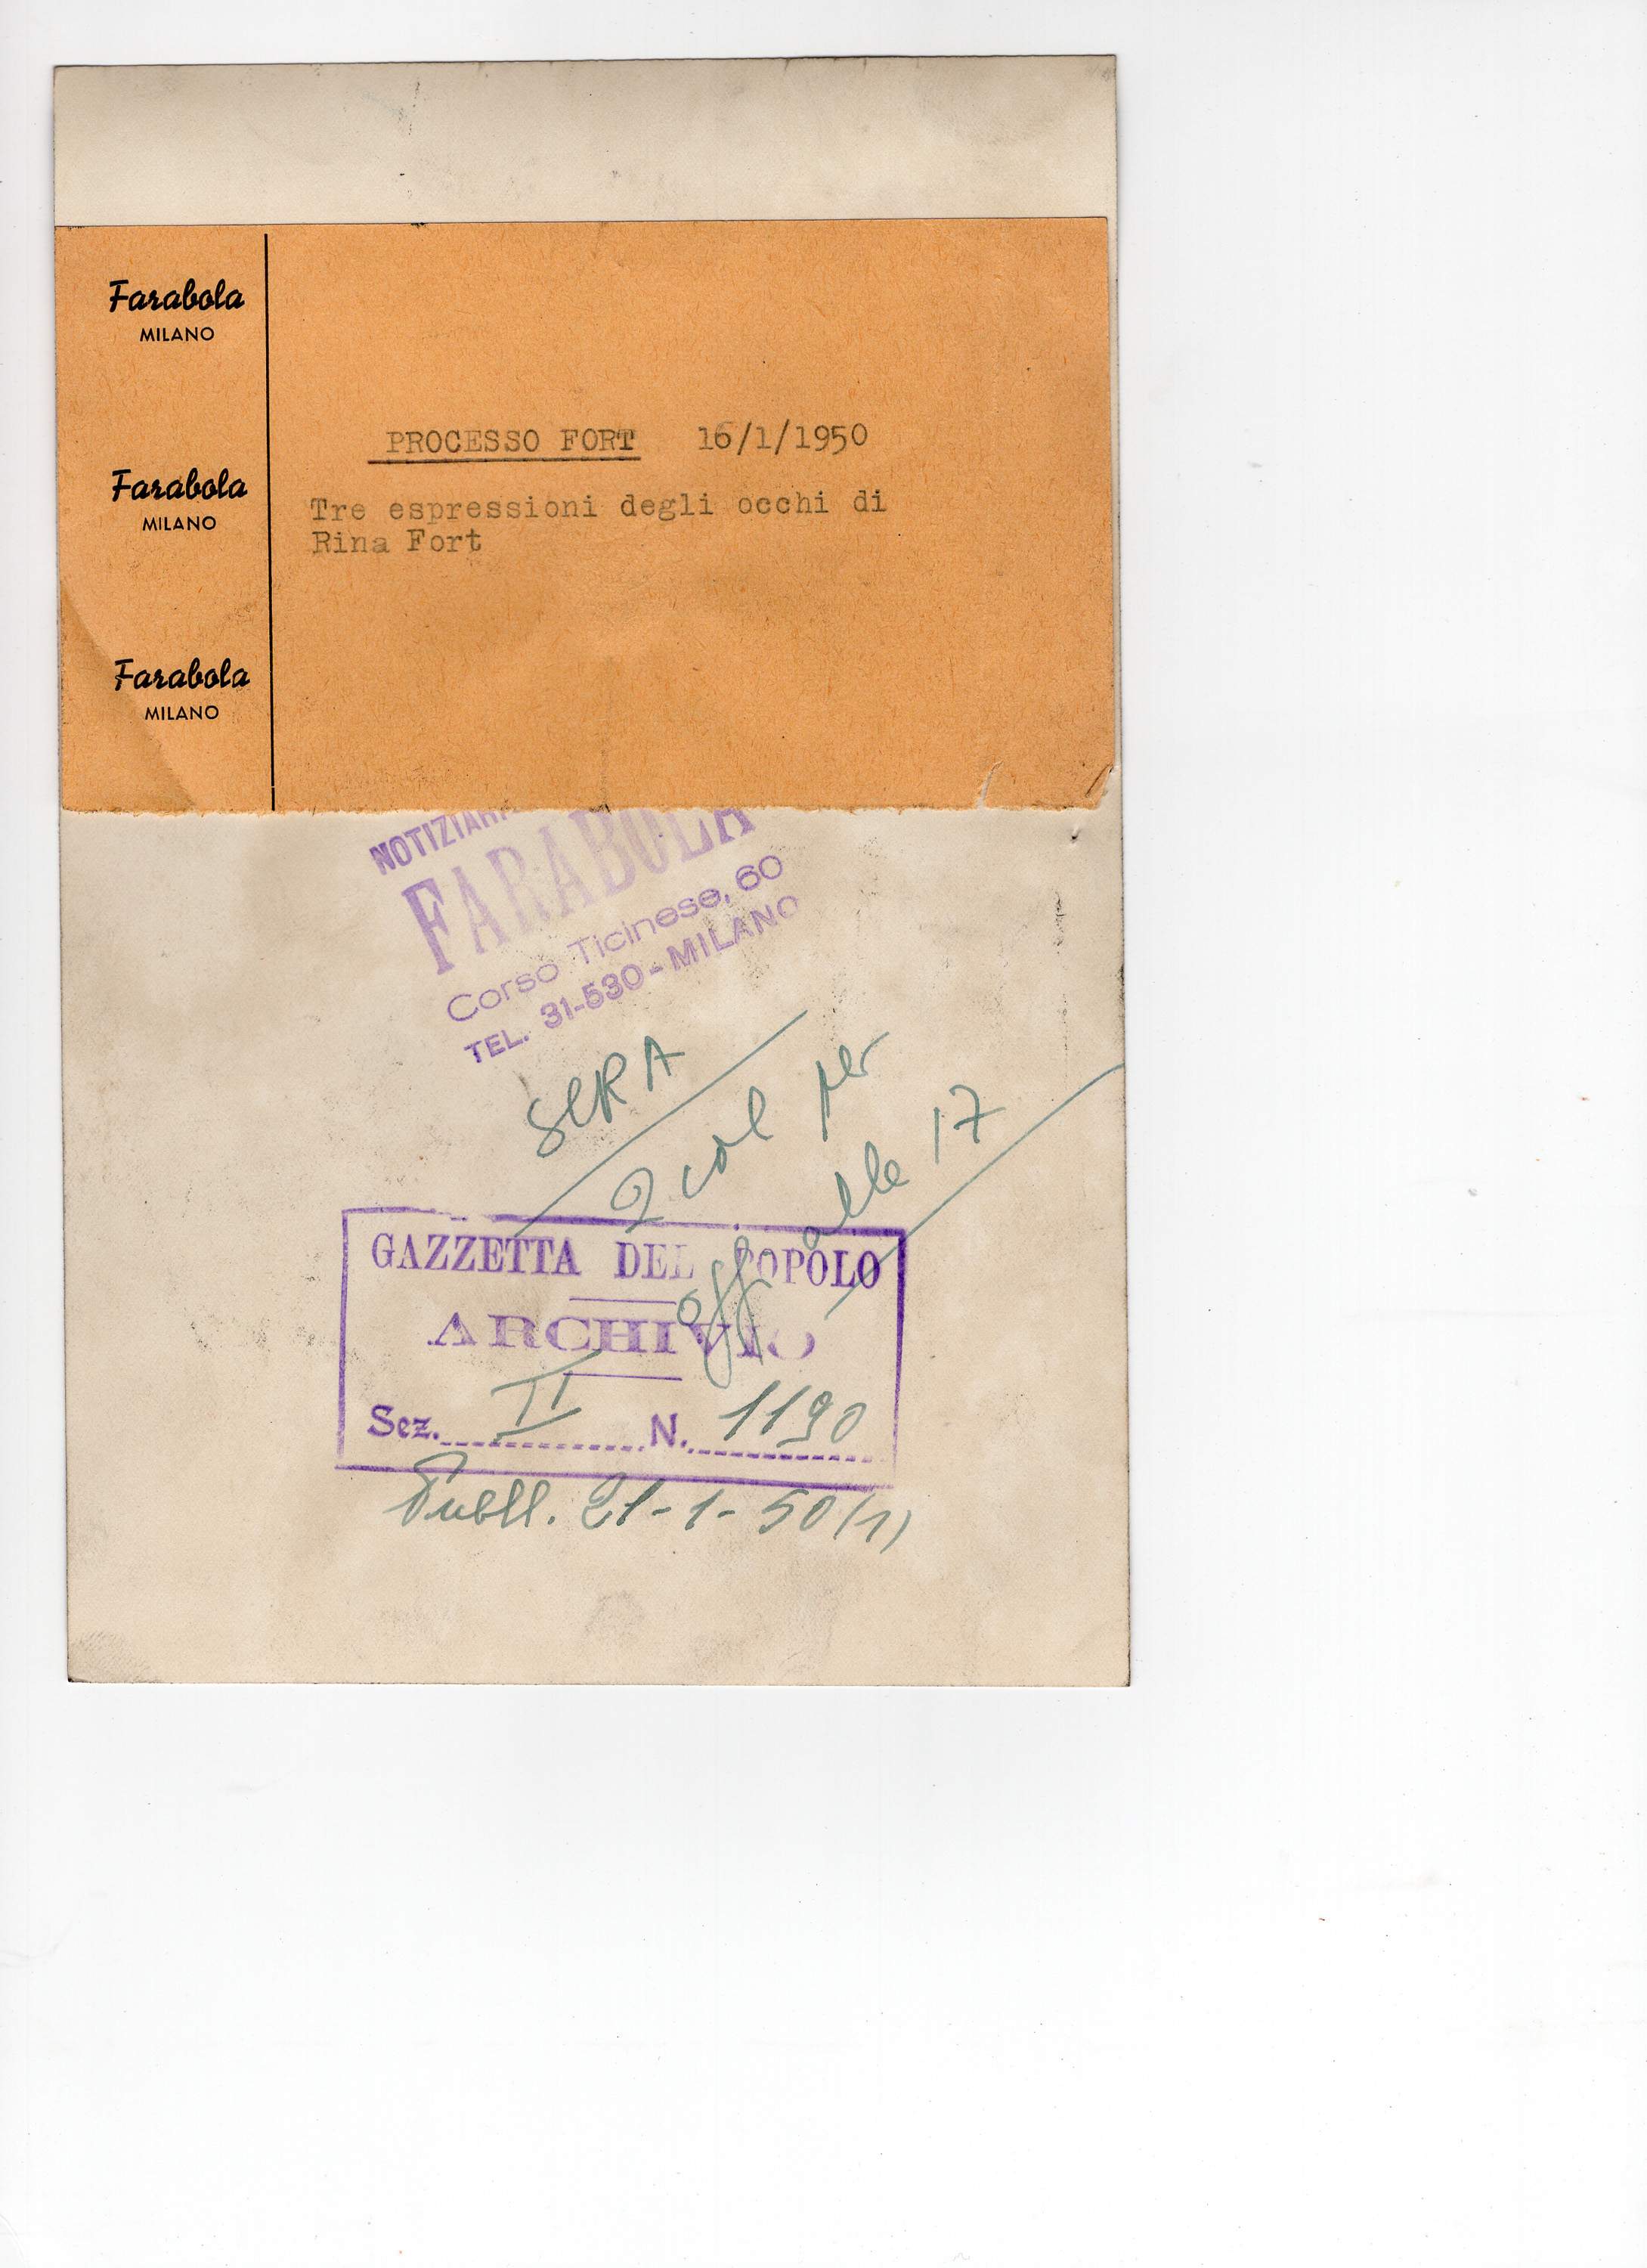 Farabola
MILANO
PROCESSO FORT 16/1/1950
Farabola
MILANO
Tre espressioni degli occhi di
Rina Fort
Farabola
MILANO
FARABOLA
Corso Ticinese, 60
TEL. 31-530 - MILANO
SERA
2 col per
oggi alle 17
GAZZETTA DEL POPOLO
ARCHIVIO
Sez. II N. 1190
Pubbl. 21-1-50 (1)